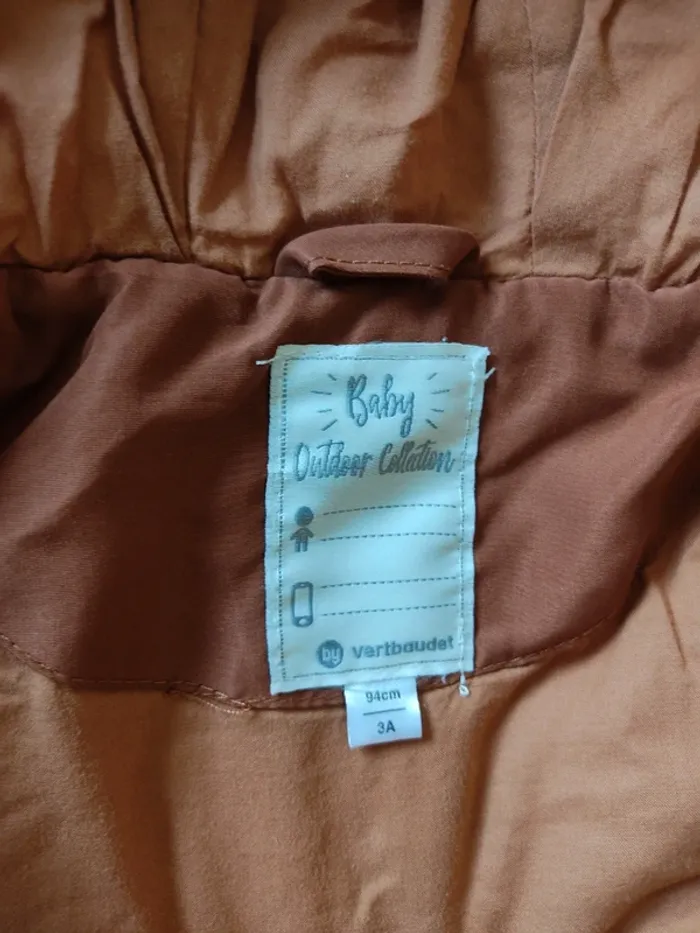 Baby
Outdoor Collection
by vertbaudet
94cm
3A